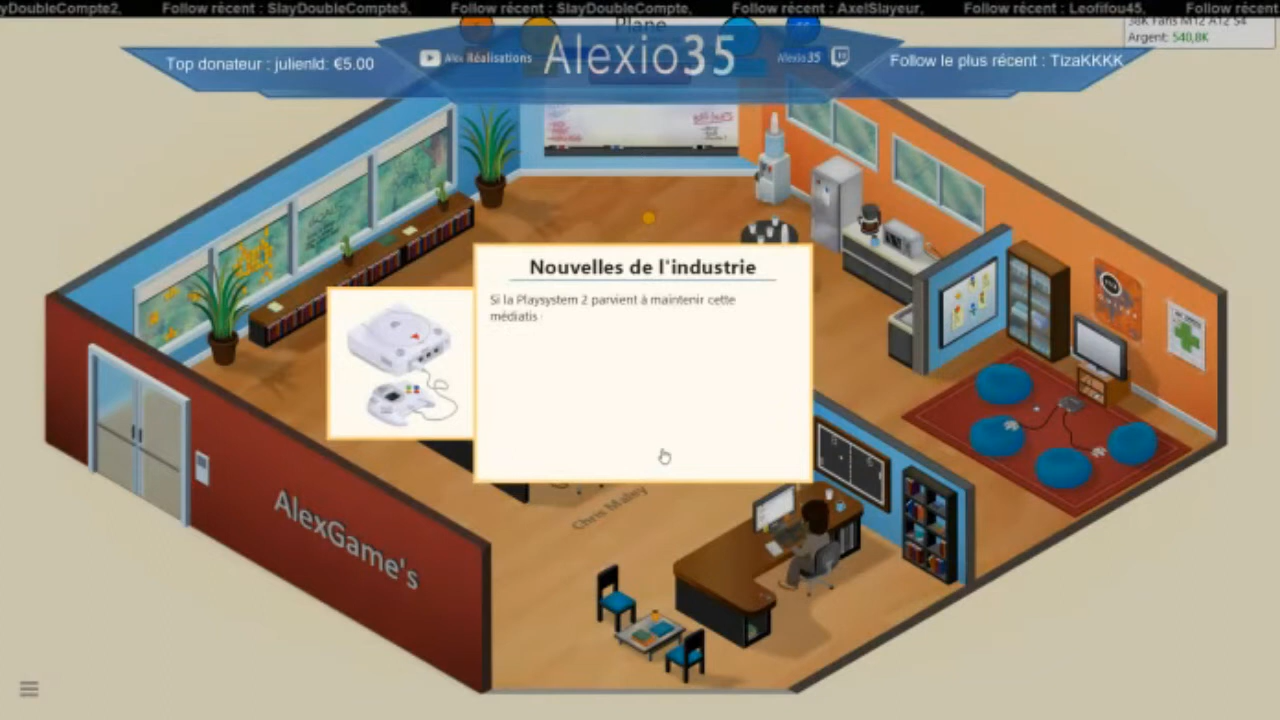 yDoubleCompte2, Follow récent : SlayDoubleCompte5, Follow récent : SlayDoubleCompte, Follow récent : AxelSlayeur, Follow récent : Leofifou45, Follow récent
38K Fans M12 A12 S4
Argent: 540,8K
Top donateur : julienld: €5.00
Alex Réalisations
Alexio35
Alexio35
Follow le plus récent : TizaKKKK
Nouvelles de l'industrie
Si la Playsystem 2 parvient à maintenir cette
médiatis
Chris Maley
AlexGame's